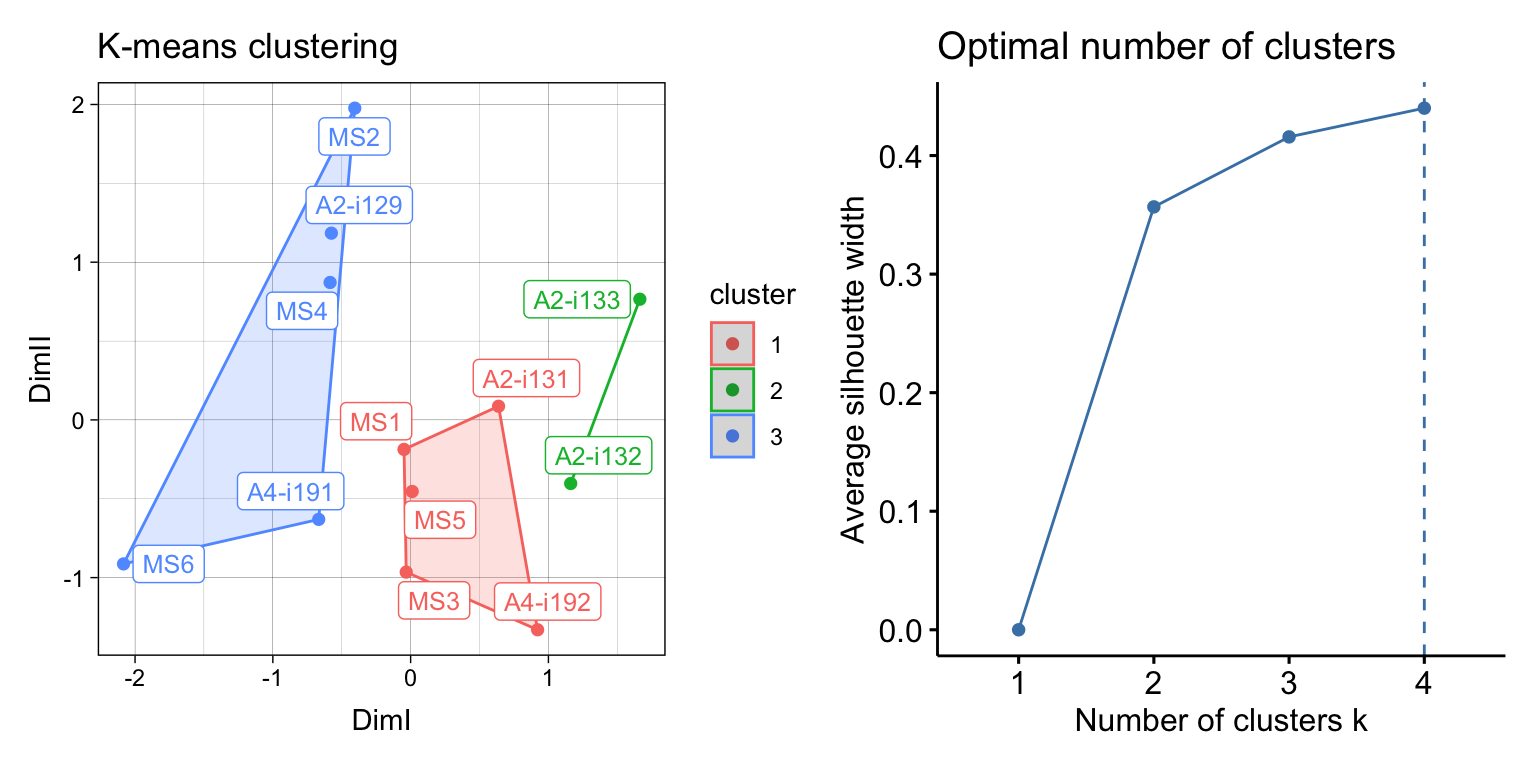 K-means clustering
DimII
2
1
0
-1
MS2
A2-i129
MS4
A2-i133
A2-i131
MS1
A2-i132
A4-i191
MS5
MS6
MS3
A4-i192
-2
-1
0
1
DimI
cluster
1
2
3
Optimal number of clusters
Average silhouette width
0.4
0.3
0.2
0.1
0.0
1
2
3
4
Number of clusters k